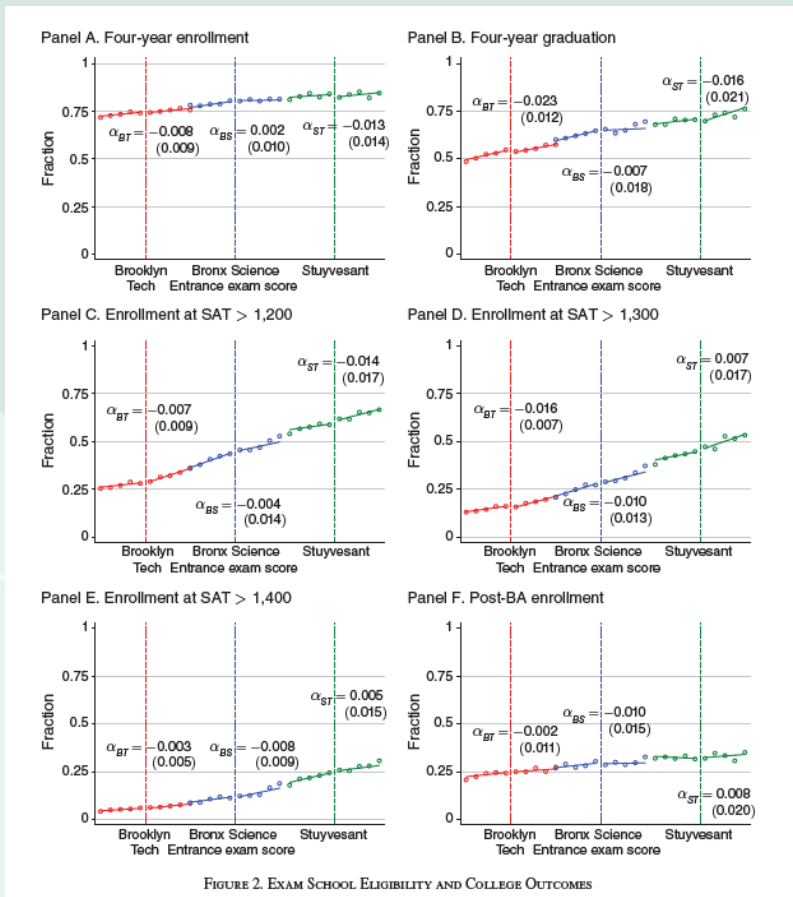 Panel A. Four-year enrollment
1
0.75
0.5
0.25
0
Fraction
αBT = −0.008
(0.009)
αBS = 0.002
(0.010)
αST = −0.013
(0.014)
Brooklyn Bronx Science Stuyvesant
Tech Entrance exam score
Panel B. Four-year graduation
1
0.75
0.5
0.25
0
Fraction
αBT = −0.023
(0.012)
αBS = −0.007
(0.018)
αST = −0.016
(0.021)
Brooklyn Bronx Science Stuyvesant
Tech Entrance exam score
Panel C. Enrollment at SAT > 1,200
1
0.75
0.5
0.25
0
Fraction
αBT = −0.007
(0.009)
αBS = −0.004
(0.014)
αST = −0.014
(0.017)
Brooklyn Bronx Science Stuyvesant
Tech Entrance exam score
Panel D. Enrollment at SAT > 1,300
1
0.75
0.5
0.25
0
Fraction
αBT = −0.016
(0.007)
αBS = −0.010
(0.013)
αST = 0.007
(0.017)
Brooklyn Bronx Science Stuyvesant
Tech Entrance exam score
Panel E. Enrollment at SAT > 1,400
1
0.75
0.5
0.25
0
Fraction
αBT = −0.003
(0.005)
αBS = −0.008
(0.009)
αST = 0.005
(0.015)
Brooklyn Bronx Science Stuyvesant
Tech Entrance exam score
Panel F. Post-BA enrollment
1
0.75
0.5
0.25
0
Fraction
αBT = −0.002
(0.011)
αBS = −0.010
(0.015)
αST = 0.008
(0.020)
Brooklyn Bronx Science Stuyvesant
Tech Entrance exam score
Figure 2. Exam School Eligibility and College Outcomes